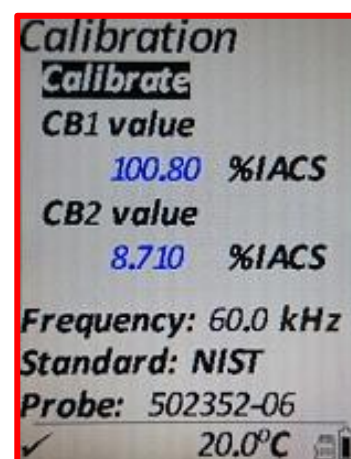 Calibration
Calibrate
CB1 value
100.80 %IACS
CB2 value
8.710 %IACS
Frequency: 60.0 kHz
Standard: NIST
Probe: 502352-06
✓ 20.0°C